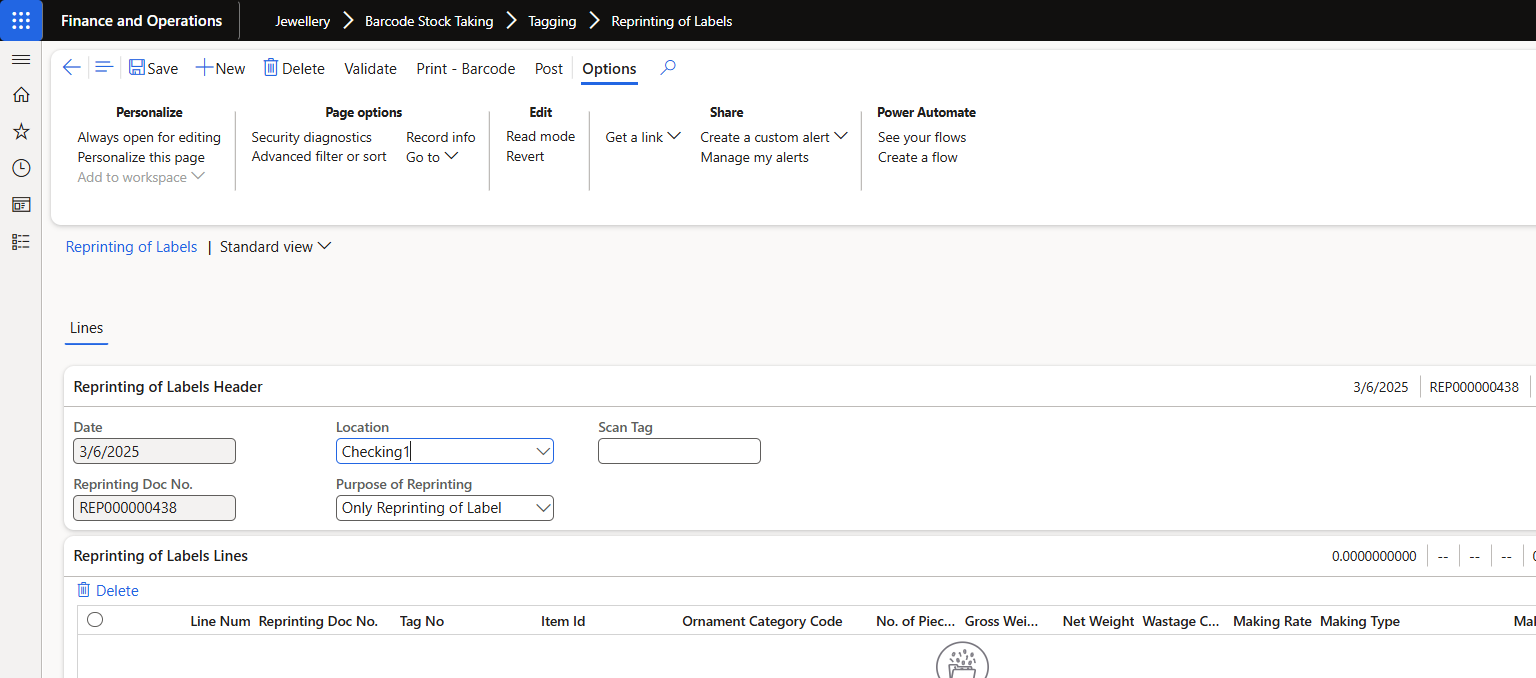 Finance and Operations Jewellery Barcode Stock Taking Tagging Reprinting of Labels
Save New Delete Validate Print - Barcode Post Options
Personalize Page options Edit Share Power Automate
Always open for editing Security diagnostics Record info Read mode Get a link Create a custom alert See your flows
Personalize this page Advanced filter or sort Go to Revert Manage my alerts Create a flow
Add to workspace
Reprinting of Labels | Standard view
Lines
Reprinting of Labels Header 3/6/2025 REP000000438
Date Location Scan Tag
3/6/2025 Checking1
Reprinting Doc No. Purpose of Reprinting
REP000000438 Only Reprinting of Label
Reprinting of Labels Lines 0.0000000000 -- -- --
Delete
Line Num Reprinting Doc No. Tag No Item Id Ornament Category Code No. of Piec... Gross Wei... Net Weight Wastage C... Making Rate Making Type